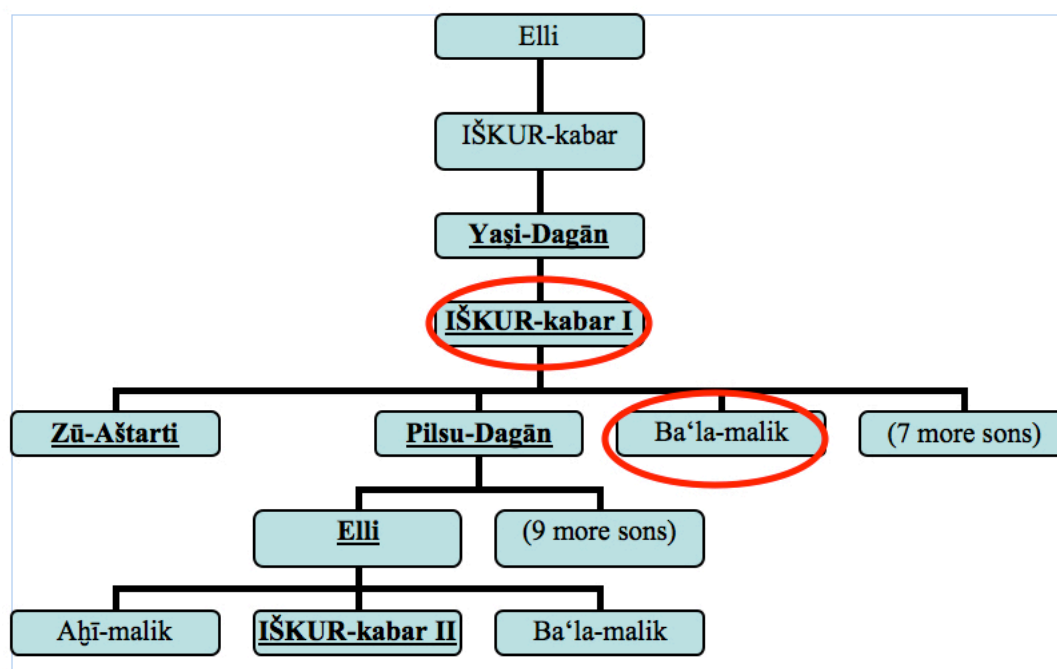 Elli
IŠKUR-kabar
Yaṣi-Dagān
IŠKUR-kabar I
Zū-Aštarti
Pilsu-Dagān
Ba‘la-malik
(7 more sons)
Elli
(9 more sons)
Aḫī-malik
IŠKUR-kabar II
Ba‘la-malik